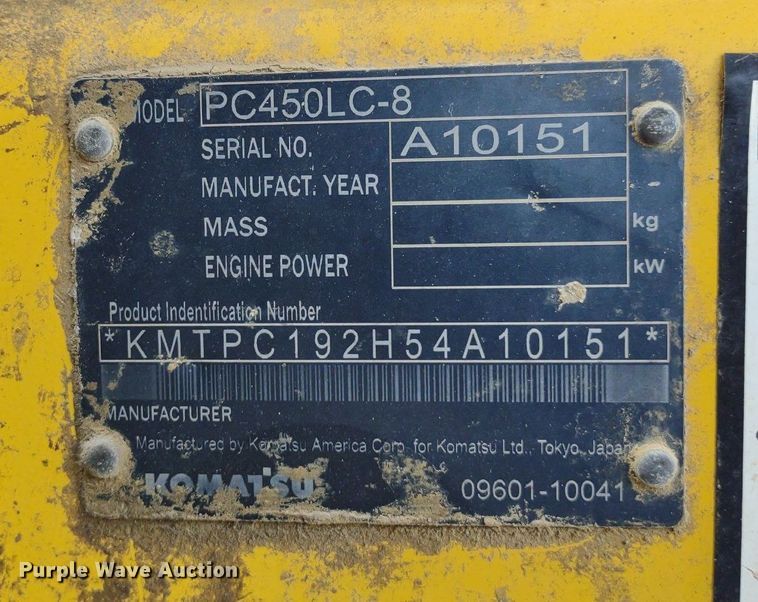 MODEL PC450LC-8
SERIAL NO. A10151
MANUFACT. YEAR
MASS kg
ENGINE POWER kW
Product Indentification Number
*KMTPC192H54A10151*
MANUFACTURER
Manufactured by Komatsu America Corp. for Komatsu Ltd., Tokyo, Japan
KOMATSU 09601-10041
Purple Wave Auction